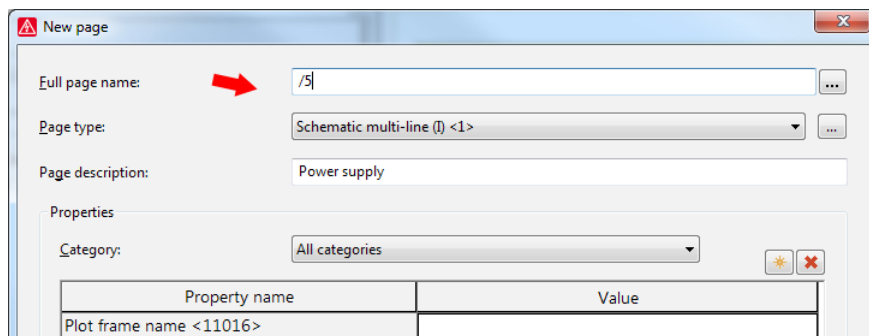 New page
Full page name:
/5
...
Page type:
Schematic multi-line (I) <1>
...
Page description:
Power supply
Properties
Category:
All categories
Property name
Value
Plot frame name <11016>